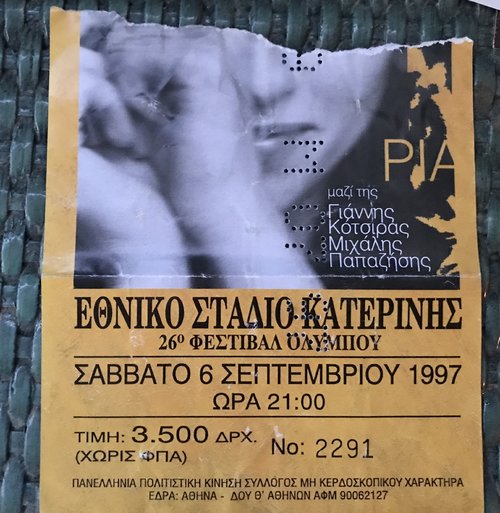 ΡΙΑ
μαζί της
Γιάννης
Κότσιρας
Μιχάλης
Παπαζήσης
ΕΘΝΙΚΟ ΣΤΑΔΙΟ ΚΑΤΕΡΙΝΗΣ
26º ΦΕΣΤΙΒΑΛ ΟΛΥΜΠΟΥ
ΣΑΒΒΑΤΟ 6 ΣΕΠΤΕΜΒΡΙΟΥ 1997
ΩΡΑ 21:00
ΤΙΜΗ: 3.500 ΔΡΧ.
(ΧΩΡΙΣ ΦΠΑ)
Νο: 2291
ΠΑΝΕΛΛΗΝΙΑ ΠΟΛΙΤΙΣΤΙΚΗ ΚΙΝΗΣΗ ΣΥΛΛΟΓΟΣ ΜΗ ΚΕΡΔΟΣΚΟΠΙΚΟΥ ΧΑΡΑΚΤΗΡΑ
ΕΔΡΑ: ΑΘΗΝΑ - ΔΟΥ Θ' ΑΘΗΝΩΝ ΑΦΜ 90062127